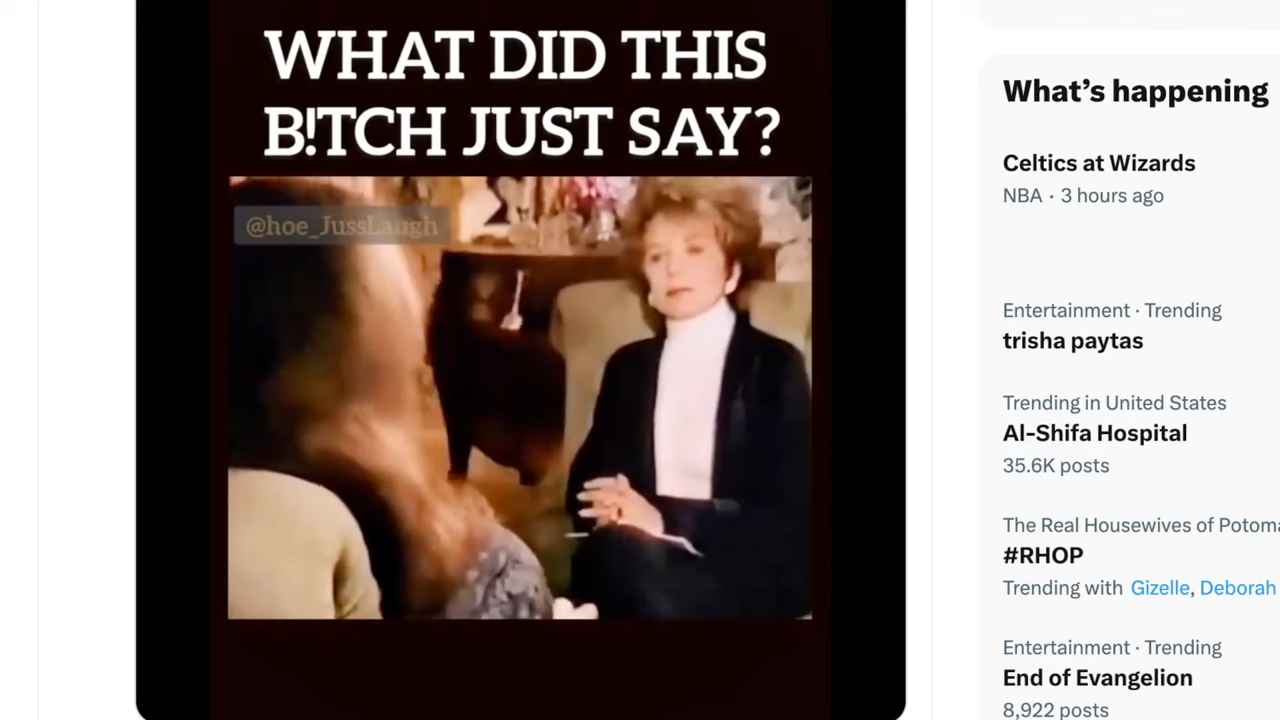 WHAT DID THIS
B!TCH JUST SAY?
@hoe_JussLaugh
What's happening
Celtics at Wizards
NBA · 3 hours ago
Entertainment · Trending
trisha paytas
Trending in United States
Al-Shifa Hospital
35.6K posts
The Real Housewives of Potoma
#RHOP
Trending with Gizelle, Deborah
Entertainment · Trending
End of Evangelion
8,922 posts